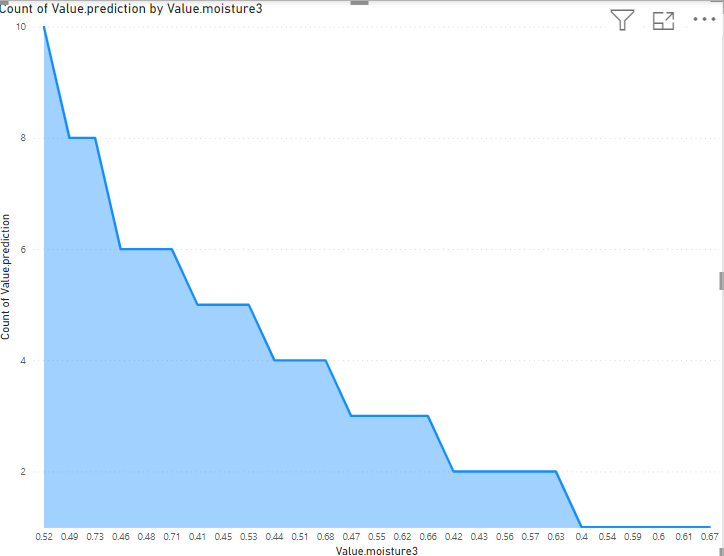 Count of Value.prediction by Value.moisture3
Count of Value.prediction
10
8
6
4
2
0.52 0.49 0.73 0.46 0.48 0.71 0.41 0.45 0.53 0.44 0.51 0.68 0.47 0.55 0.62 0.66 0.42 0.43 0.56 0.57 0.63 0.4 0.54 0.59 0.6 0.61 0.67
Value.moisture3